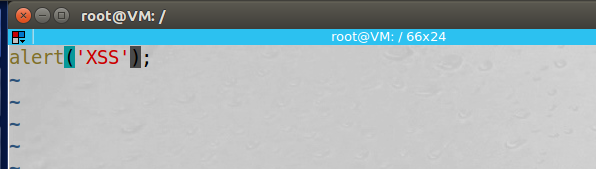 root@VM: /
root@VM: / 66x24
alert('XSS');
~
~
~
~
~